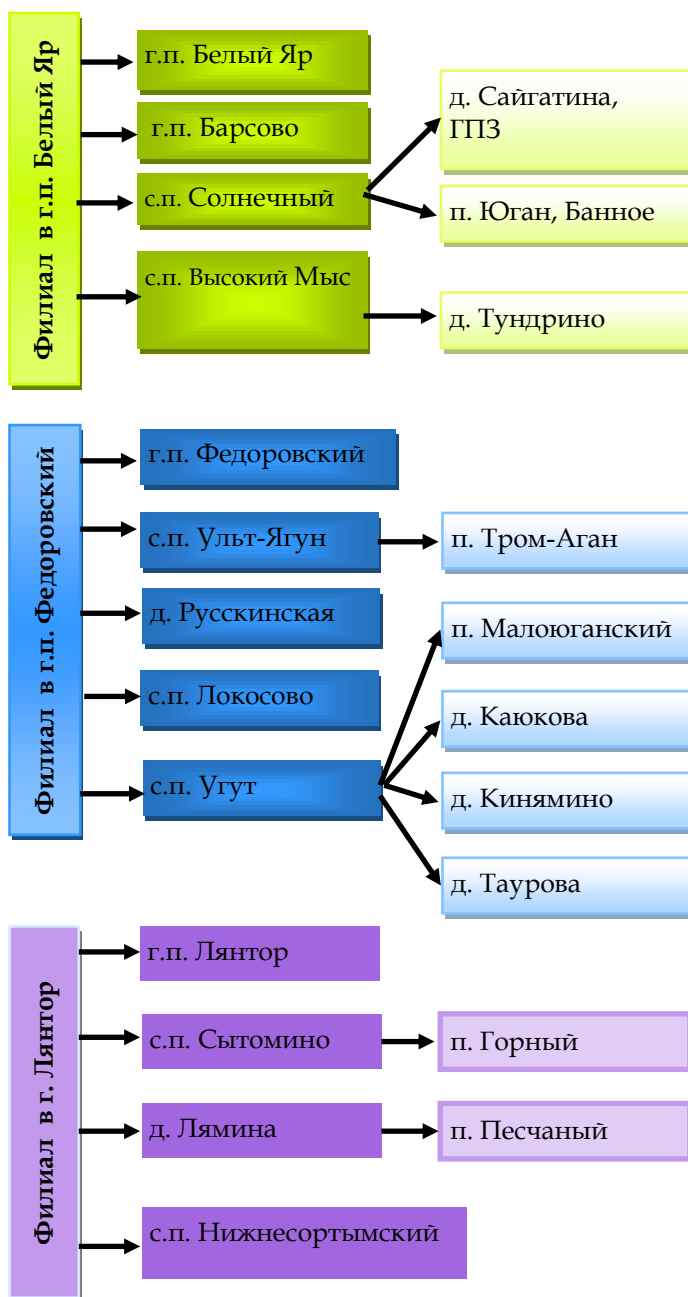 Филиал в г.п. Белый Яр
г.п. Белый Яр
г.п. Барсово
с.п. Солнечный
д. Сайгатина,
ГПЗ
п. Юган, Банное
с.п. Высокий Мыс
д. Тундрино
Филиал в г.п. Федоровский
г.п. Федоровский
с.п. Ульт-Ягун
п. Тром-Аган
д. Русскинская
с.п. Локосово
с.п. Угут
п. Малоюганский
д. Каюкова
д. Кинямино
д. Таурова
Филиал в г. Лянтор
г.п. Лянтор
с.п. Сытомино
п. Горный
д. Лямина
п. Песчаный
с.п. Нижнесортымский